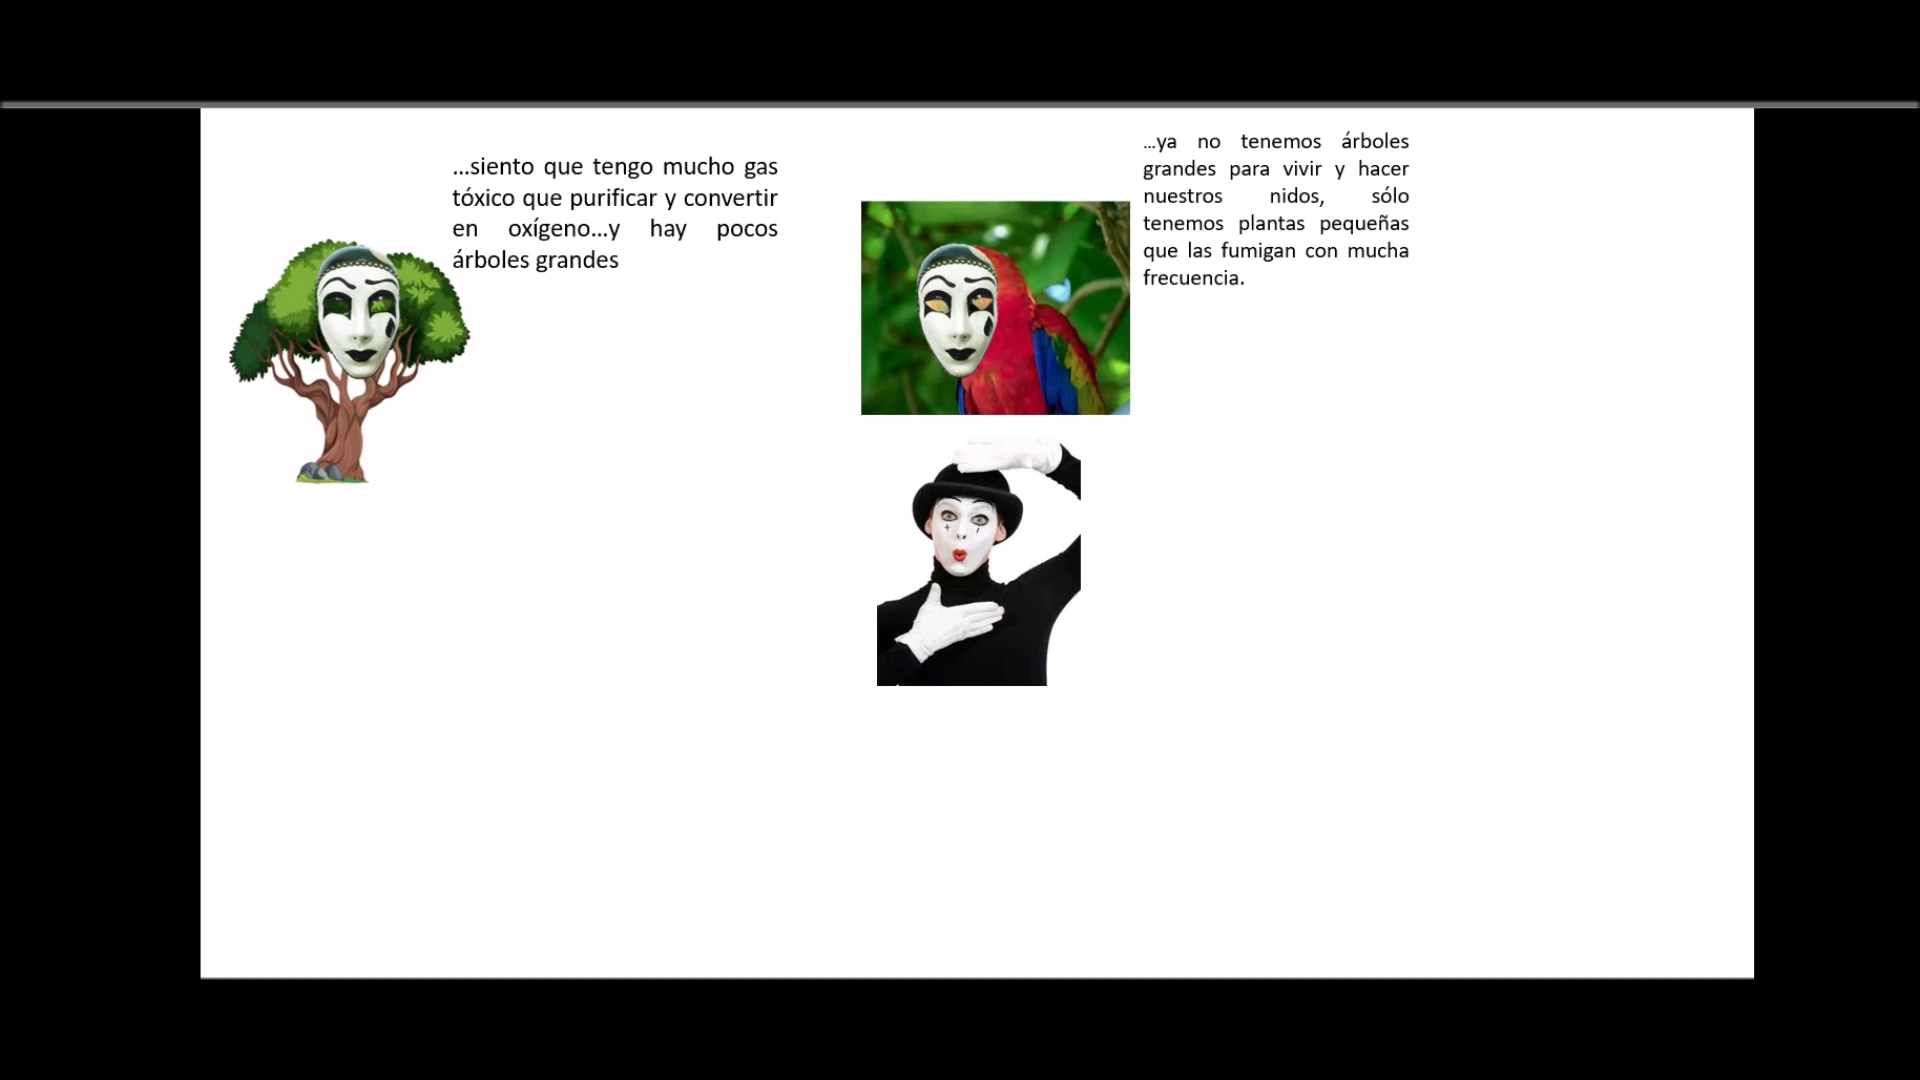 ...siento que tengo mucho gas
tóxico que purificar y convertir
en oxígeno...y hay pocos
árboles grandes
...ya no tenemos árboles
grandes para vivir y hacer
nuestros nidos, sólo
tenemos plantas pequeñas
que las fumigan con mucha
frecuencia.